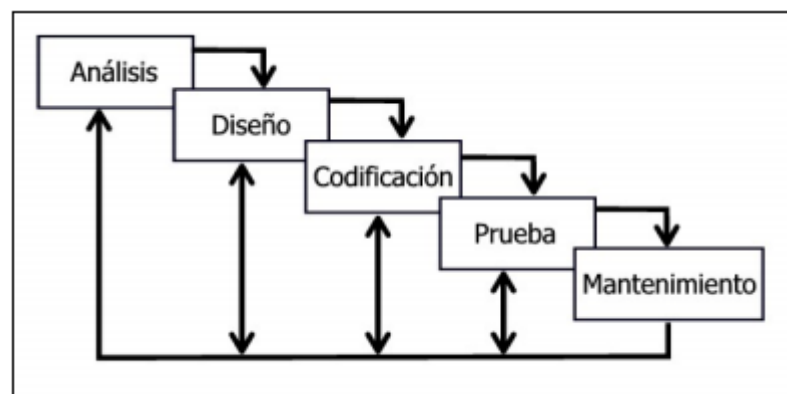 Análisis
Diseño
Codificación
Prueba
Mantenimiento